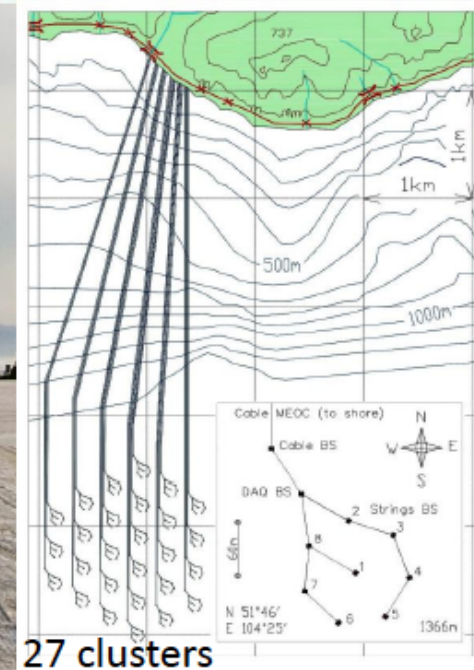 737
1km
1km
500m
1000m
Cable MEOC (to shore)
N
Cable BS
W E
S
DAQ BS
2 Strings BS
3
68m
8
1
4
7
6
5
N 51°46'
E 104°25'
1366m
27 clusters